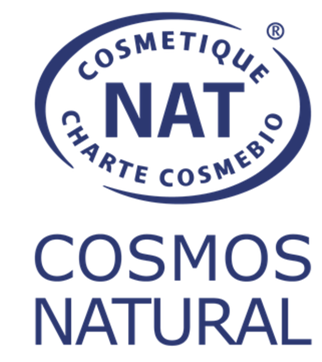 COSMETIQUE
®
NAT
CHARTE COSMEBIO
COSMOS
NATURAL